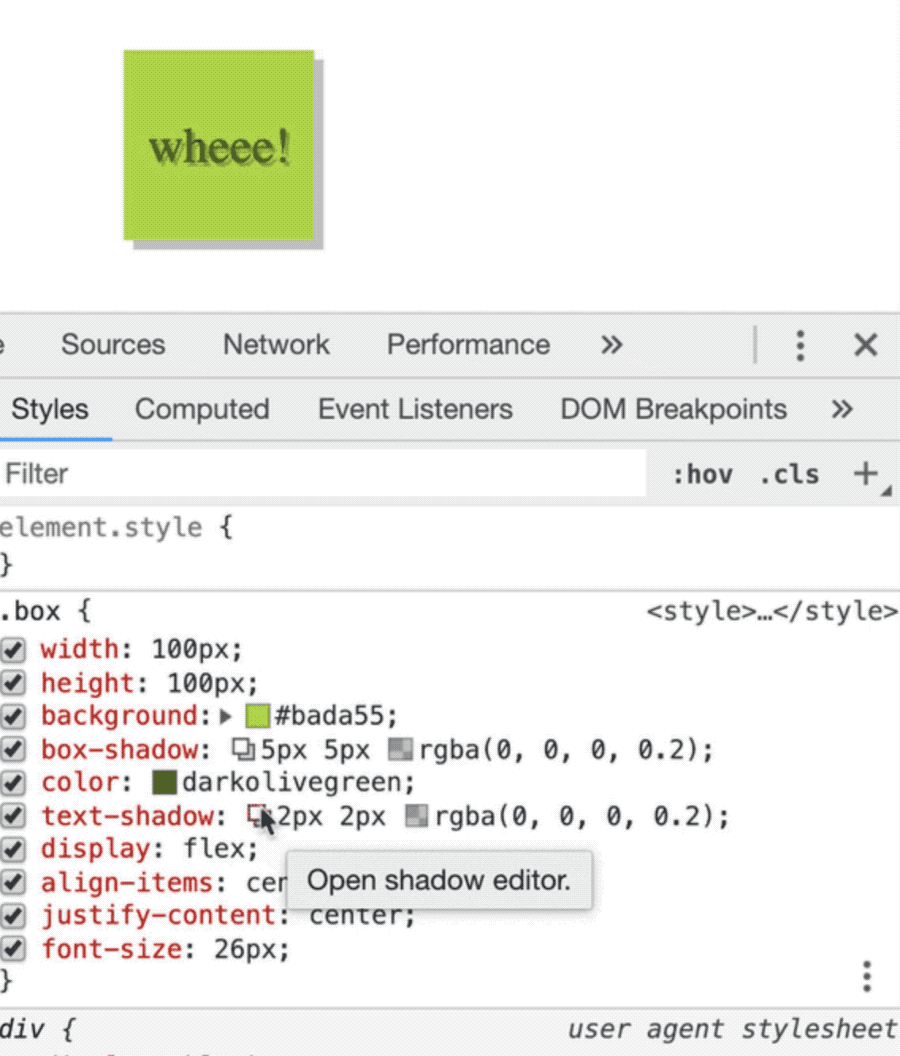 wheee!
Sources Network Performance »
Styles Computed Event Listeners DOM Breakpoints »
Filter :hov .cls +
element.style {
}
.box { <style>…</style>
width: 100px;
height: 100px;
background: #bada55;
box-shadow: 5px 5px rgba(0, 0, 0, 0.2);
color: darkolivegreen;
text-shadow: 2px 2px rgba(0, 0, 0, 0.2);
display: flex;
align-items: cer
Open shadow editor.
justify-content: center;
font-size: 26px;
}
div { user agent stylesheet